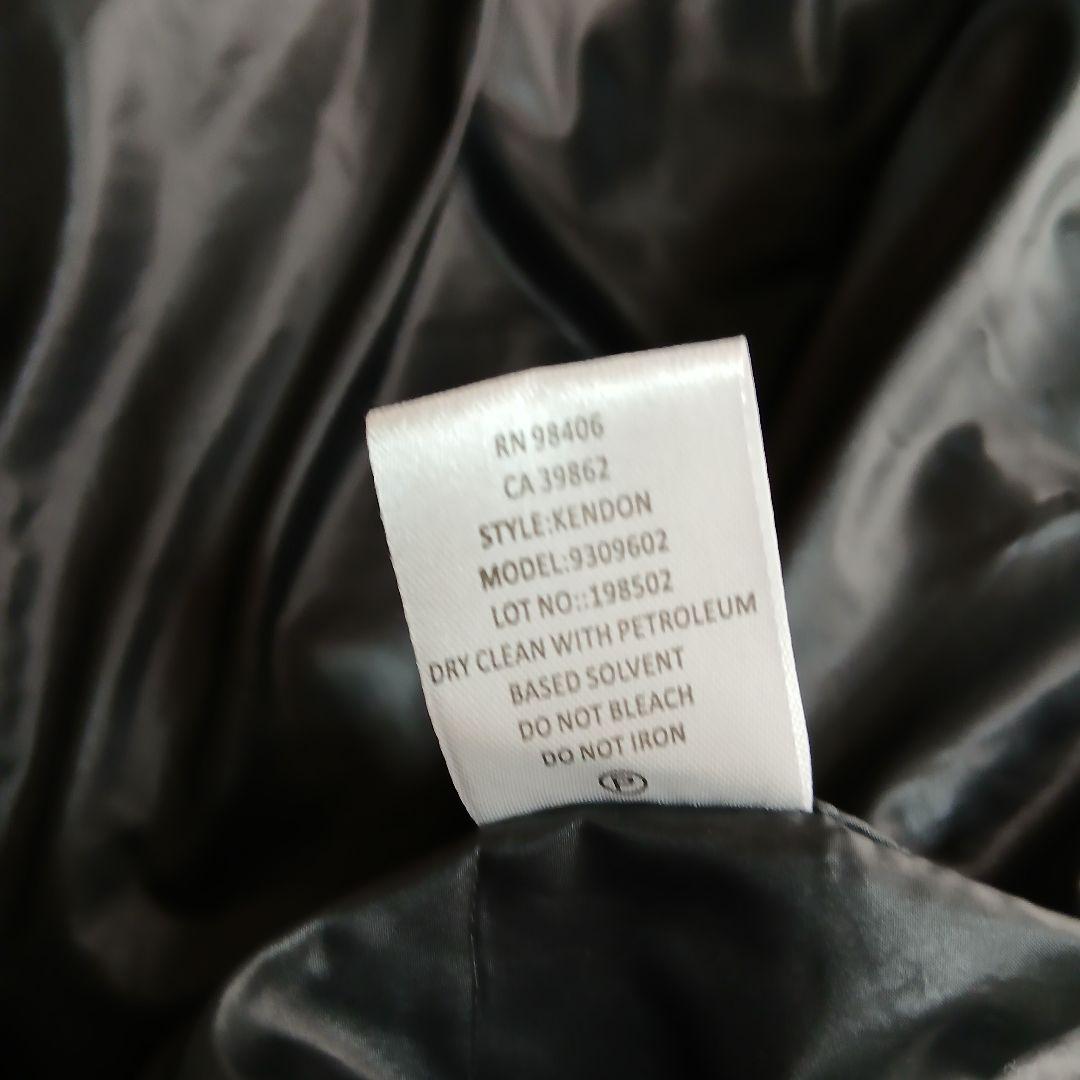 RN 98406
CA 39862
STYLE:KENDON
MODEL:9309602
LOT NO::198502
DRY CLEAN WITH PETROLEUM
BASED SOLVENT
DO NOT BLEACH
DO NOT IRON
P